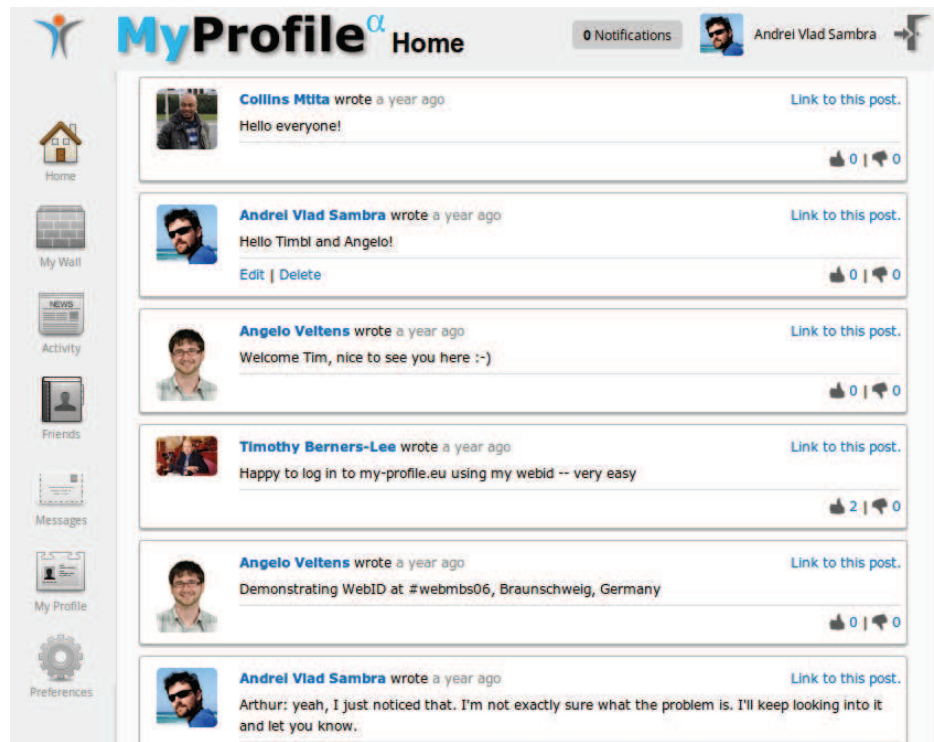 MyProfile α Home
0 Notifications
Andrei Vlad Sambra
Home
My Wall
NEWS
Activity
Friends
Messages
My Profile
Preferences
Collins Mtita wrote a year ago Link to this post.
Hello everyone!
0 | 0
Andrei Vlad Sambra wrote a year ago Link to this post.
Hello Timbl and Angelo!
Edit | Delete 0 | 0
Angelo Veltens wrote a year ago Link to this post.
Welcome Tim, nice to see you here :-)
0 | 0
Timothy Berners-Lee wrote a year ago Link to this post.
Happy to log in to my-profile.eu using my webid -- very easy
2 | 0
Angelo Veltens wrote a year ago Link to this post.
Demonstrating WebID at #webmbs06, Braunschweig, Germany
0 | 0
Andrei Vlad Sambra wrote a year ago Link to this post.
Arthur: yeah, I just noticed that. I'm not exactly sure what the problem is. I'll keep looking into it
and let you know.